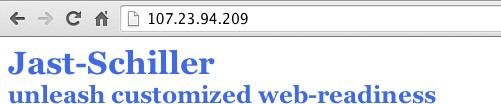 107.23.94.209
Jast-Schiller
unleash customized web-readiness